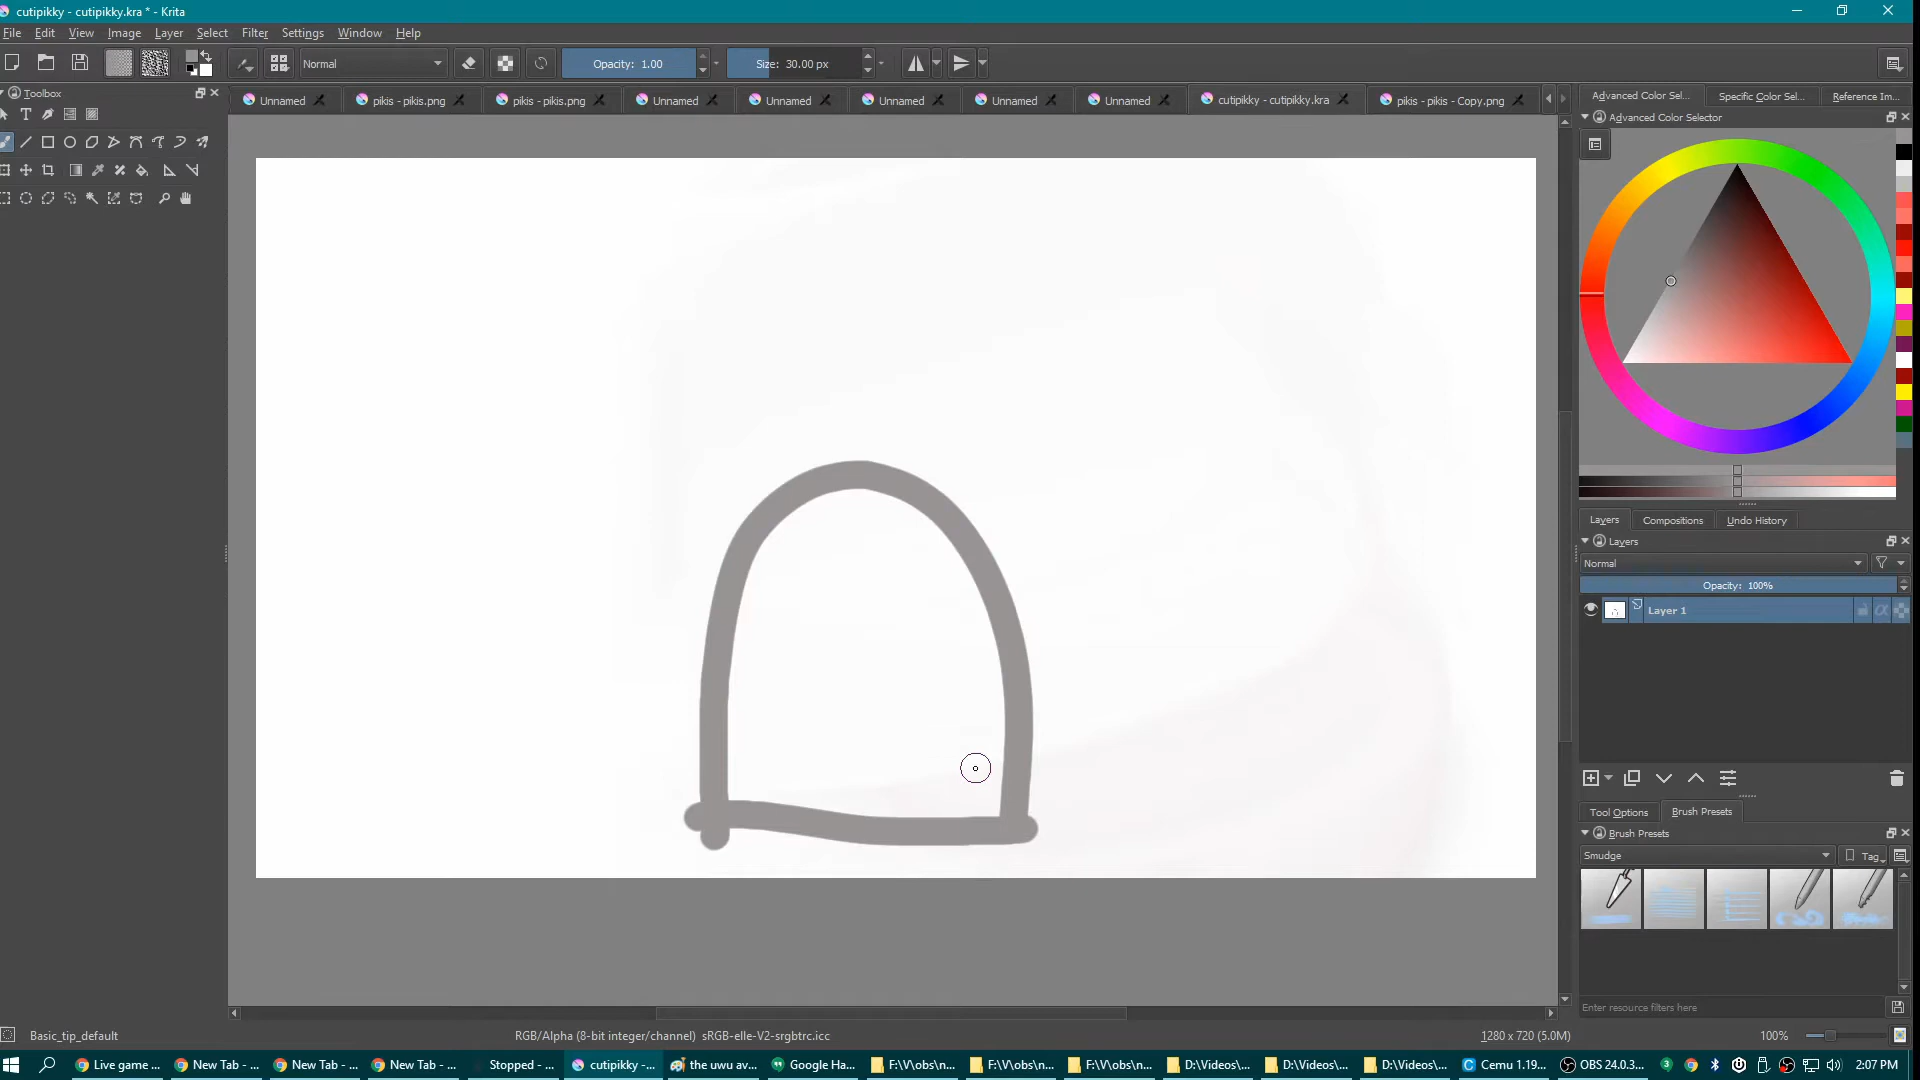 cutipikky - cutipikky.kra * - Krita
File Edit View Image Layer Select Filter Settings Window Help
Normal Opacity: 1.00 Size: 30.00 px
Toolbox
Unnamed pikis - pikis.png pikis - pikis.png Unnamed Unnamed Unnamed Unnamed Unnamed cutipikky - cutipikky.kra pikis - pikis - Copy.png
Advanced Color Sel... Specific Color Sel... Reference Im...
Advanced Color Selector
Layers Compositions Undo History
Layers
Normal
Opacity: 100%
Layer 1
Tool Options Brush Presets
Brush Presets
Smudge Tag
Enter resource filters here
Basic_tip_default RGB/Alpha (8-bit integer/channel) sRGB-elle-V2-srgbtrc.icc 1280 x 720 (5.0M) 100%
Live game ... New Tab - ... New Tab - ... New Tab - ... Stopped - ... cutipikky -... the uwu av... Google Ha... F:\V\obs\n... F:\V\obs\n... F:\V\obs\n... D:\Videos\... D:\Videos\... D:\Videos\... Cemu 1.19... OBS 24.0.3... 3 2:07 PM